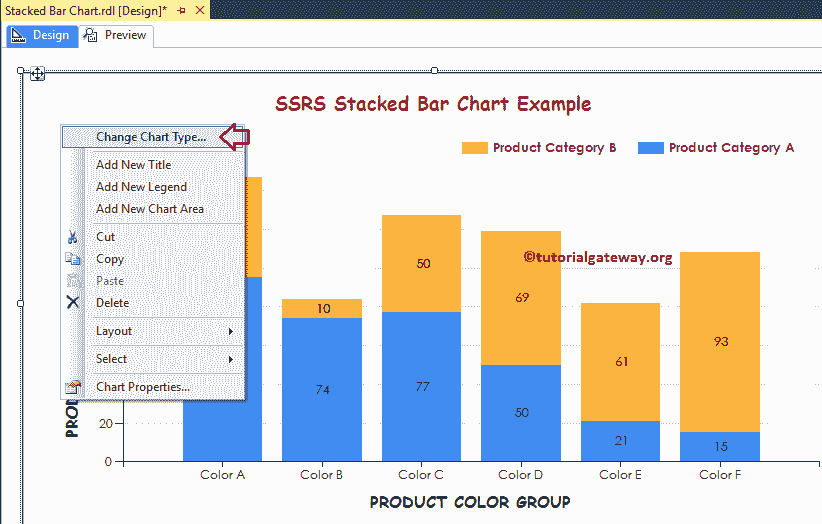 Stacked Bar Chart.rdl [Design]*
Design
Preview
SSRS Stacked Bar Chart Example
Change Chart Type...
Product Category B
Product Category A
Add New Title
Add New Legend
Add New Chart Area
Cut
Copy
Paste
Delete
Layout
Select
Chart Properties...
©tutorialgateway.org
50
10
69
93
61
74
77
50
21
15
20
0
Color A
Color B
Color C
Color D
Color E
Color F
PRODUCT COLOR GROUP